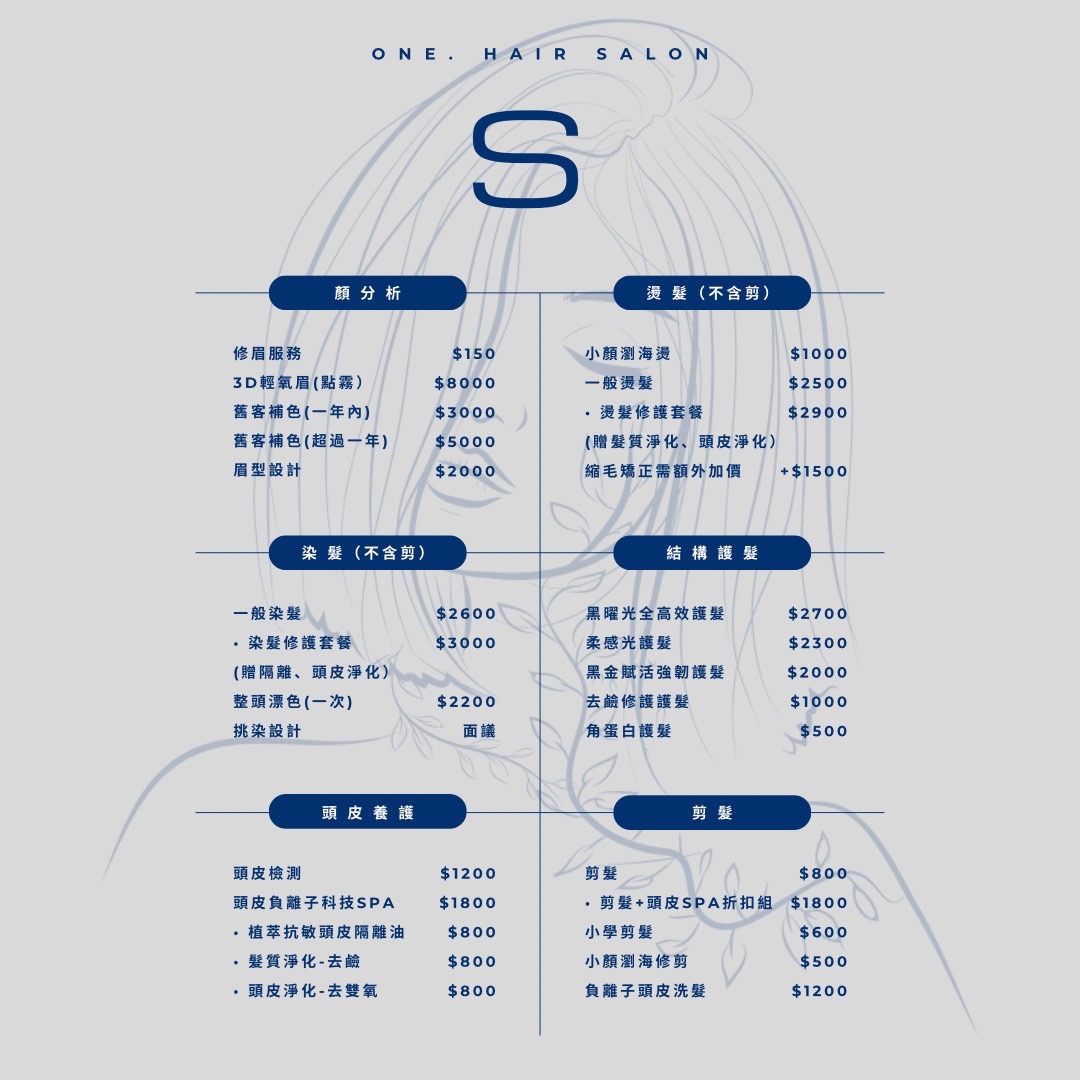 ONE. HAIR SALON
S
顏分析
修眉服務 $150
3D輕氧眉(點霧） $8000
舊客補色(一年內) $3000
舊客補色(超過一年) $5000
眉型設計 $2000
燙髮（不含剪）
小顏瀏海燙 $1000
一般燙髮 $2500
• 燙髮修護套餐 $2900
(贈髮質淨化、頭皮淨化）
縮毛矯正需額外加價 +$1500
染髮（不含剪）
一般染髮 $2600
• 染髮修護套餐 $3000
(贈隔離、頭皮淨化）
整頭漂色(一次) $2200
挑染設計 面議
結構護髮
黑曜光全高效護髮 $2700
柔感光護髮 $2300
黑金賦活強韌護髮 $2000
去鹼修護護髮 $1000
角蛋白護髮 $500
頭皮養護
頭皮檢測 $1200
頭皮負離子科技SPA $1800
• 植萃抗敏頭皮隔離油 $800
• 髮質淨化-去鹼 $800
• 頭皮淨化-去雙氧 $800
剪髮
剪髮 $800
• 剪髮+頭皮SPA折扣組 $1800
小學剪髮 $600
小顏瀏海修剪 $500
負離子頭皮洗髮 $1200